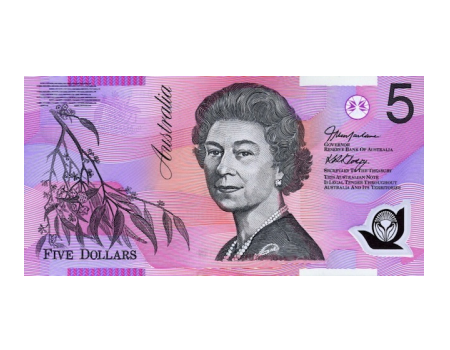 Australia
5
GOVERNOR
RESERVE BANK OF AUSTRALIA
SECRETARY TO THE TREASURY
THIS AUSTRALIAN NOTE
IS LEGAL TENDER THROUGHOUT
AUSTRALIA AND ITS TERRITORIES
FIVE DOLLARS